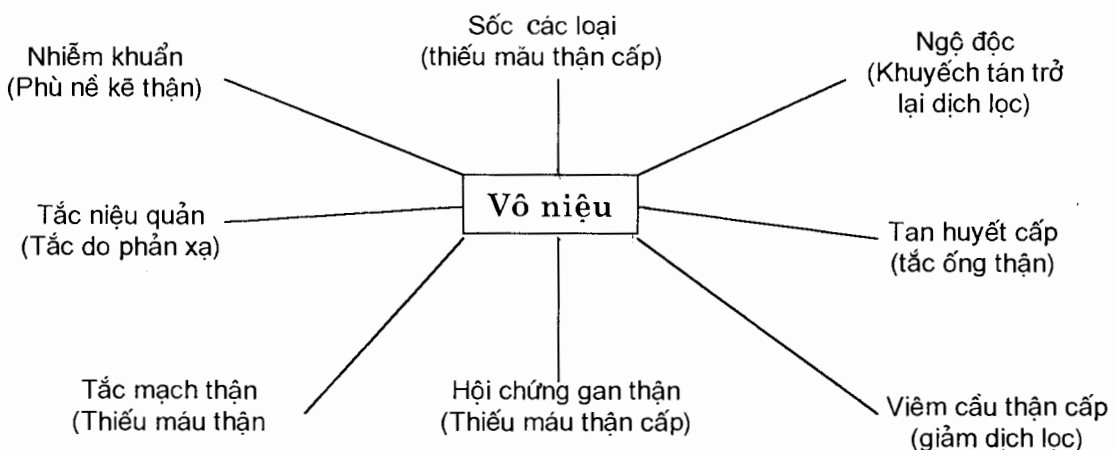 Sốc các loại
(thiếu mãu thận cấp)
Nhiễm khuẩn
(Phù nề kẽ thận)
Ngộ độc
(Khuyếch tán trở
lại dịch lọc)
Vô niệu
Tắc niệu quản
(Tắc do phản xạ)
Tan huyết cấp
(tắc ống thận)
Tắc mạch thận
(Thiếu máu thận
Hội chứng gan thận
(Thiếu máu thận cấp)
Viêm cầu thận cấp
(giảm dịch lọc)